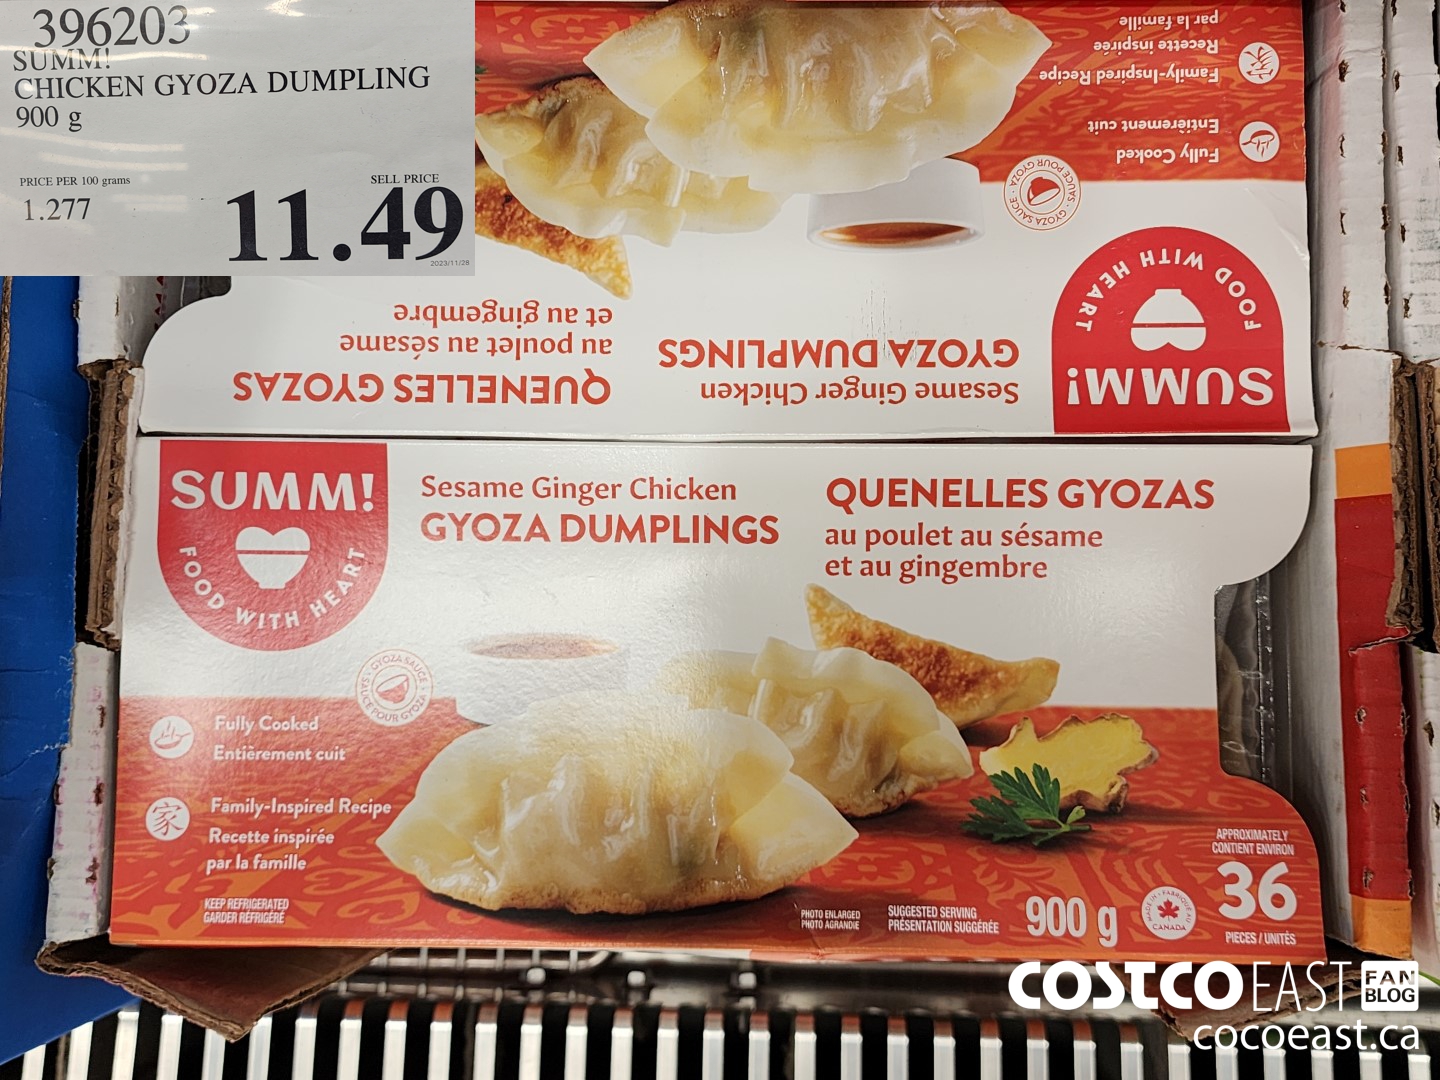 396203
SUMM!
CHICKEN GYOZA DUMPLING
900 g
PRICE PER 100 grams
1.277
SELL PRICE
11.49
2023/11/28
par la famille
Recette inspirée
Family-Inspired Recipe
Entièrement cuit
Fully Cooked
GYOZA SAUCE · SAUCE POUR GYOZA ·
FOOD WITH HEART
SUMM!
et au gingembre
au poulet au sésame
QUENELLES GYOZAS
GYOZA DUMPLINGS
Sesame Ginger Chicken
SUMM!
FOOD WITH HEART
Sesame Ginger Chicken
GYOZA DUMPLINGS
QUENELLES GYOZAS
au poulet au sésame
et au gingembre
GYOZA SAUCE · SAUCE POUR GYOZA ·
Fully Cooked
Entièrement cuit
家
Family-Inspired Recipe
Recette inspirée
par la famille
KEEP REFRIGERATED
GARDER RÉFRIGÉRÉ
PHOTO ENLARGED
PHOTO AGRANDIE
SUGGESTED SERVING
PRÉSENTATION SUGGÉRÉE
900 g
MADE IN · FABRIQUÉ AU
CANADA
APPROXIMATELY
CONTIENT ENVIRON
36
PIECES / UNITÉS
COSTCO EAST FAN BLOG
cocoeast.ca